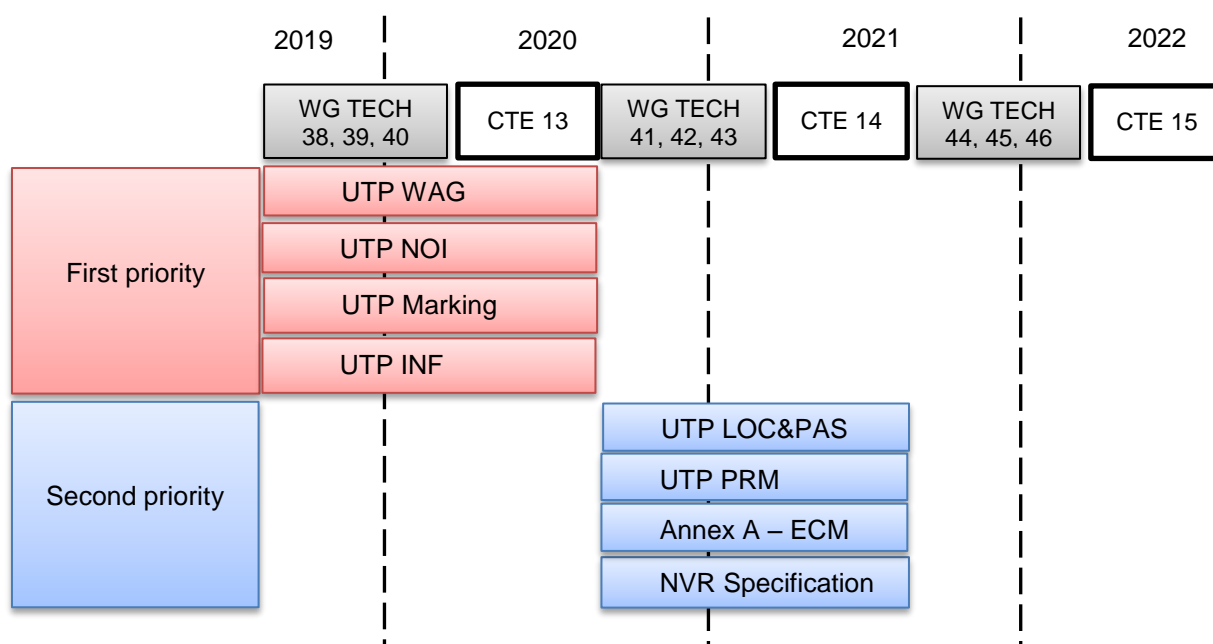 2019 2020 2021 2022
WG TECH
38, 39, 40
CTE 13
WG TECH
41, 42, 43
CTE 14
WG TECH
44, 45, 46
CTE 15
First priority
UTP WAG
UTP NOI
UTP Marking
UTP INF
Second priority
UTP LOC&PAS
UTP PRM
Annex A – ECM
NVR Specification